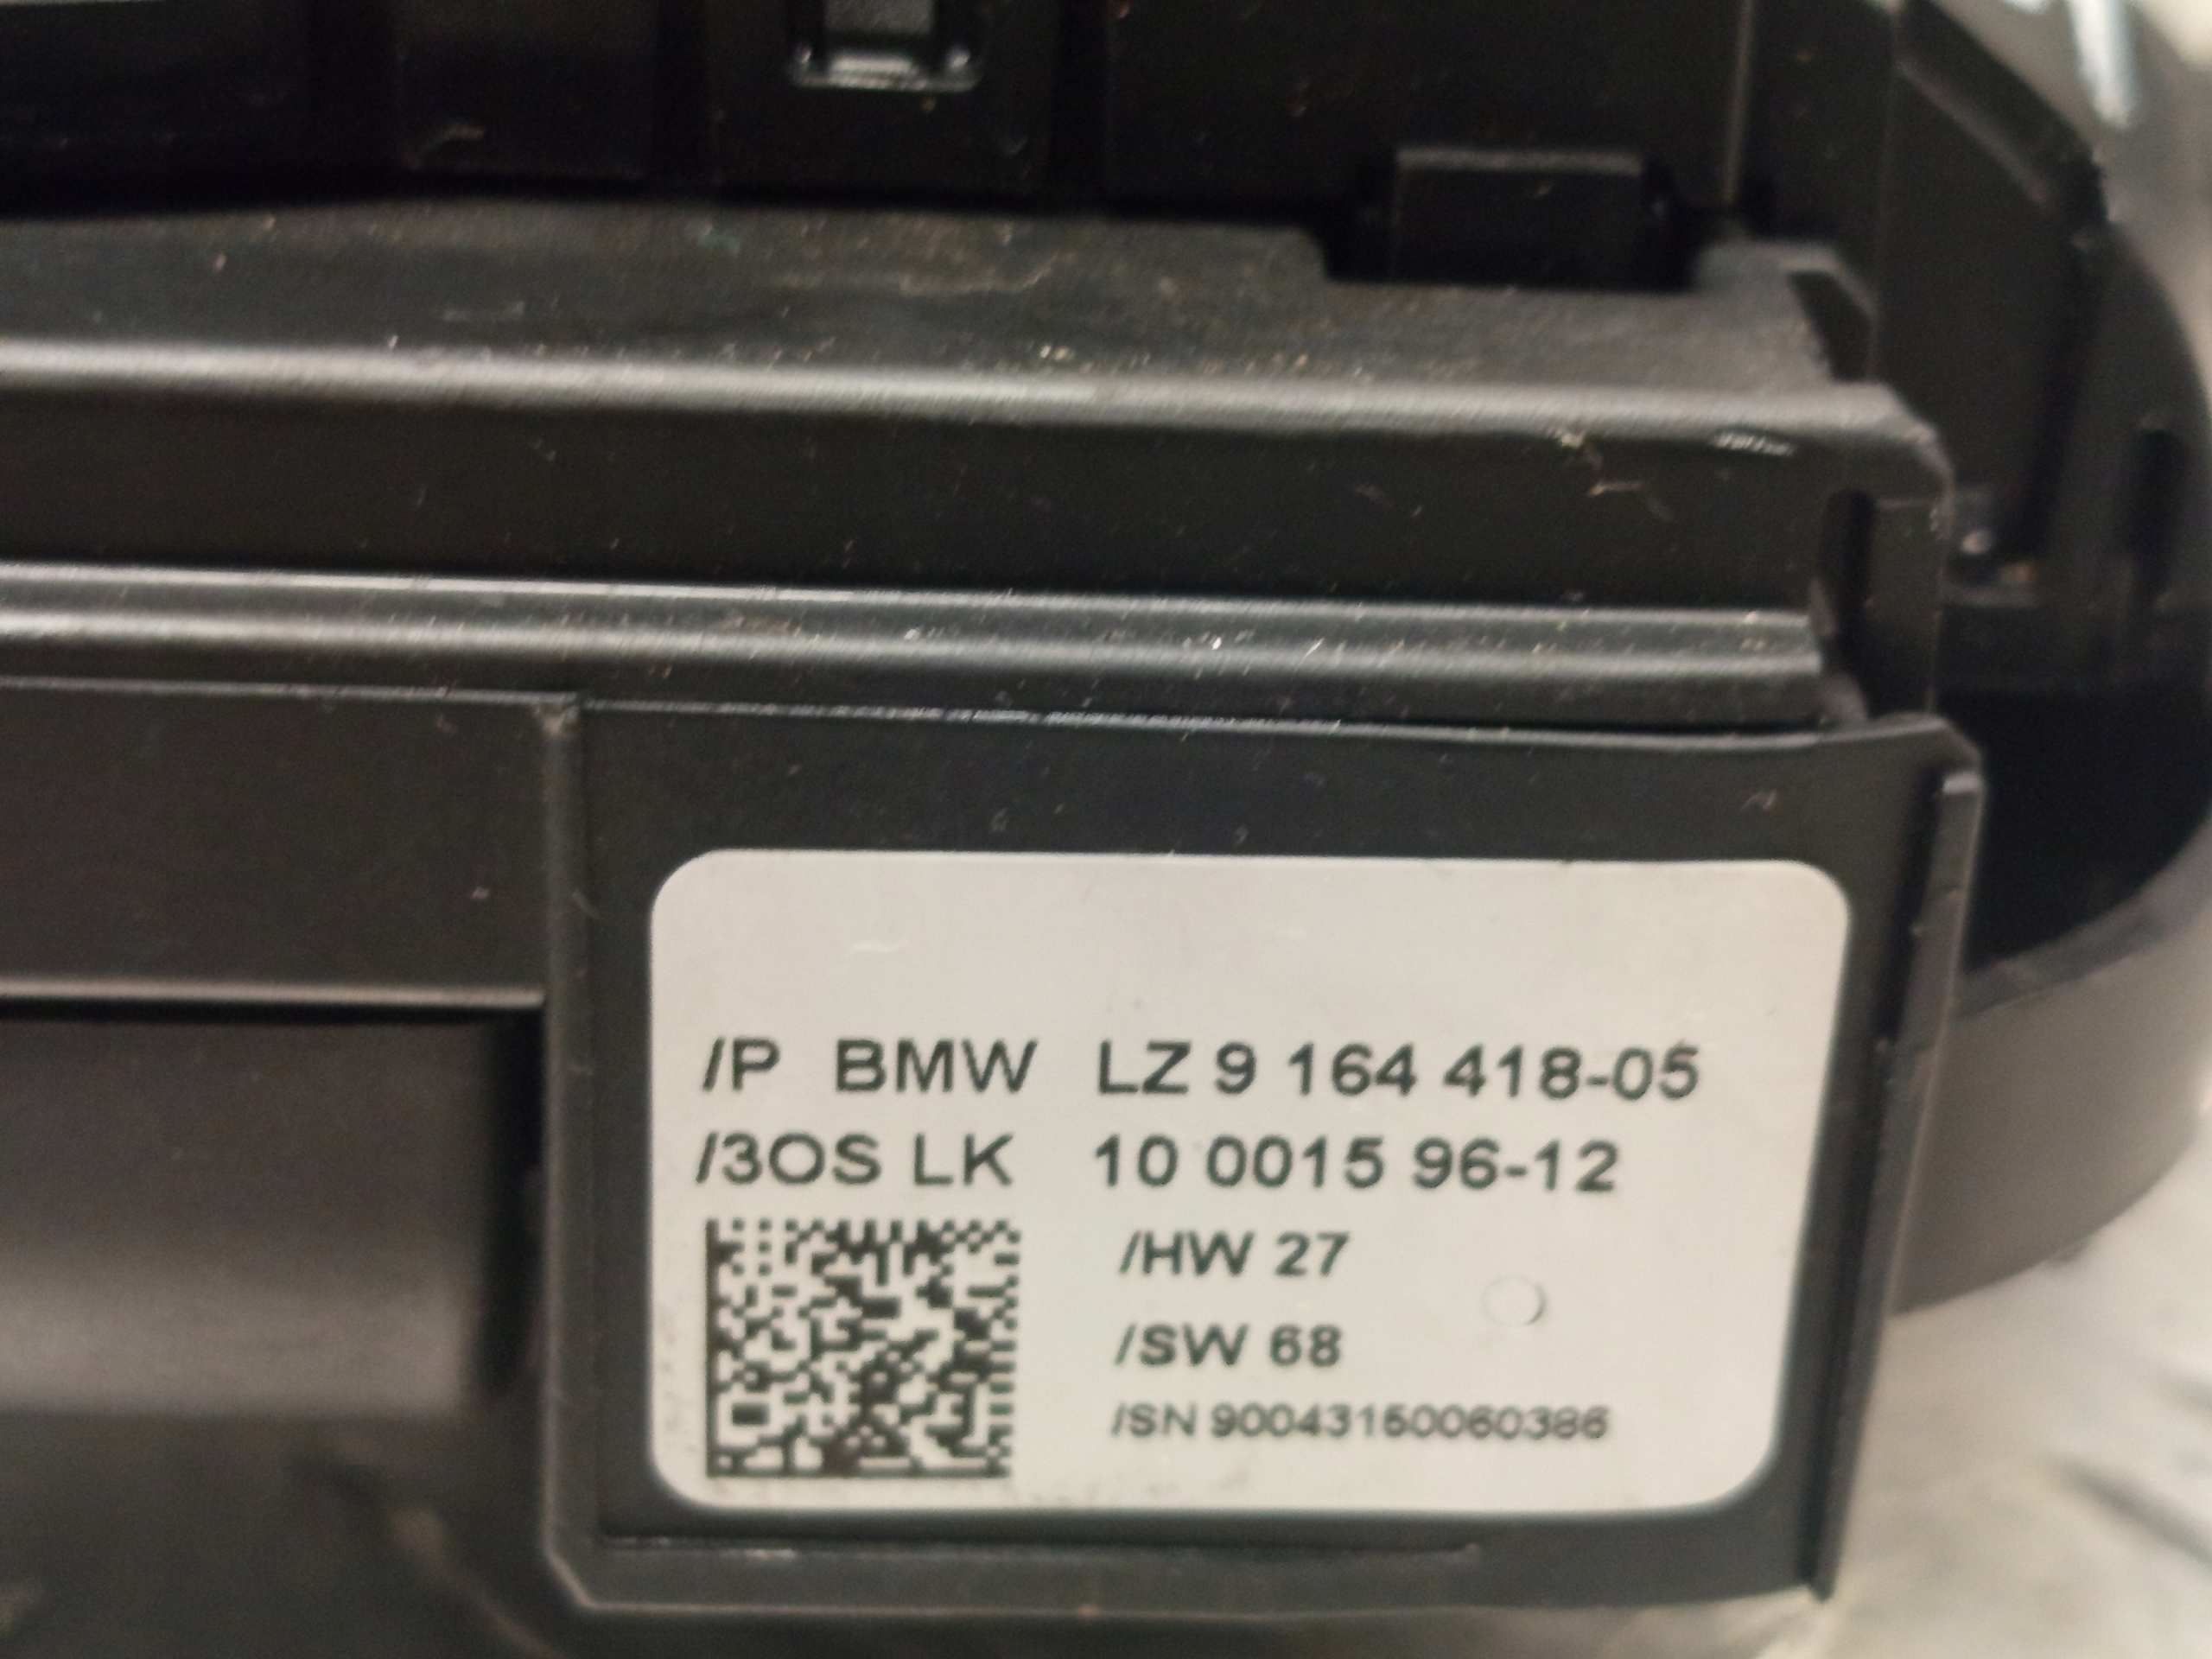 /P BMW LZ 9 164 418-05
/3OS LK 10 0015 96-12
/HW 27
/SW 68
/SN 90043150060386